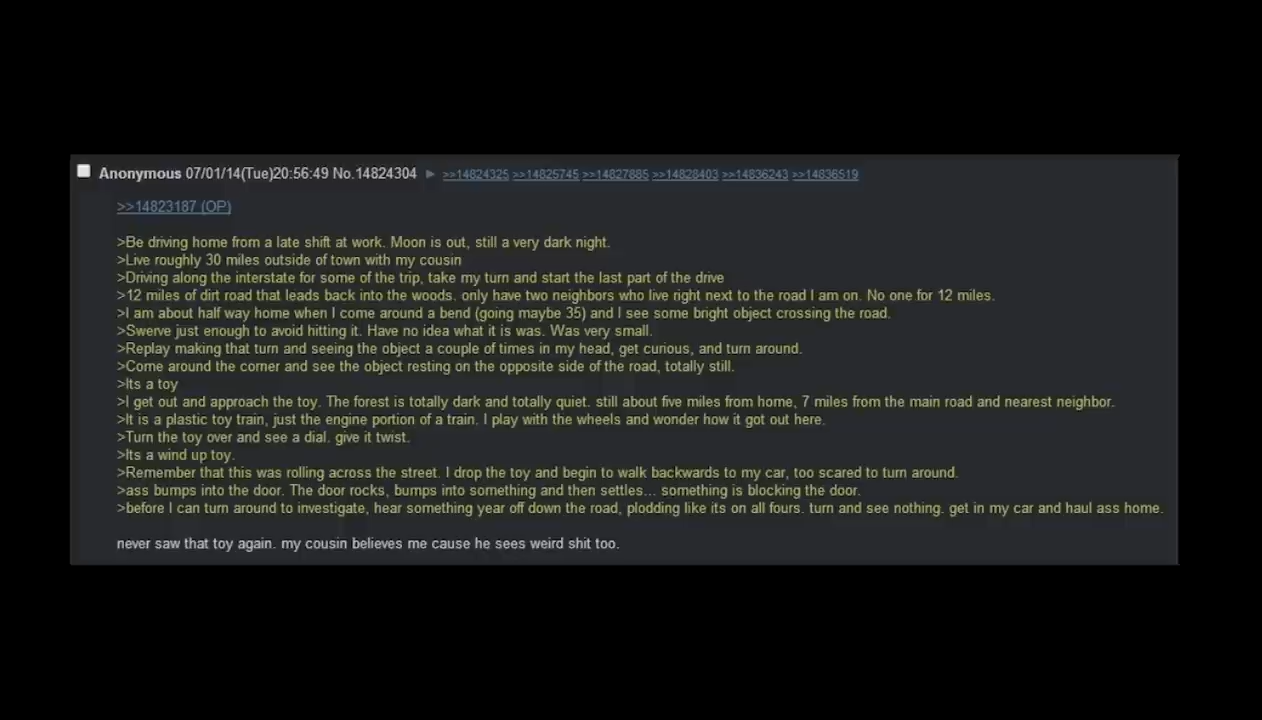 Anonymous 07/01/14(Tue)20:56:49 No.14824304 ▶ >>14824325 >>14825745 >>14827885 >>14828403 >>14836243 >>14836519
>>14823187 (OP)
>Be driving home from a late shift at work. Moon is out, still a very dark night.
>Live roughly 30 miles outside of town with my cousin
>Driving along the interstate for some of the trip, take my turn and start the last part of the drive
>12 miles of dirt road that leads back into the woods. only have two neighbors who live right next to the road I am on. No one for 12 miles.
>I am about half way home when I come around a bend (going maybe 35) and I see some bright object crossing the road.
>Swerve just enough to avoid hitting it. Have no idea what it is was. Was very small.
>Replay making that turn and seeing the object a couple of times in my head, get curious, and turn around.
>Come around the corner and see the object resting on the opposite side of the road, totally still.
>Its a toy
>I get out and approach the toy. The forest is totally dark and totally quiet. still about five miles from home, 7 miles from the main road and nearest neighbor.
>It is a plastic toy train, just the engine portion of a train. I play with the wheels and wonder how it got out here.
>Turn the toy over and see a dial. give it twist.
>Its a wind up toy.
>Remember that this was rolling across the street. I drop the toy and begin to walk backwards to my car, too scared to turn around.
>ass bumps into the door. The door rocks, bumps into something and then settles... something is blocking the door.
>before I can turn around to investigate, hear something year off down the road, plodding like its on all fours. turn and see nothing. get in my car and haul ass home.
never saw that toy again. my cousin believes me cause he sees weird shit too.